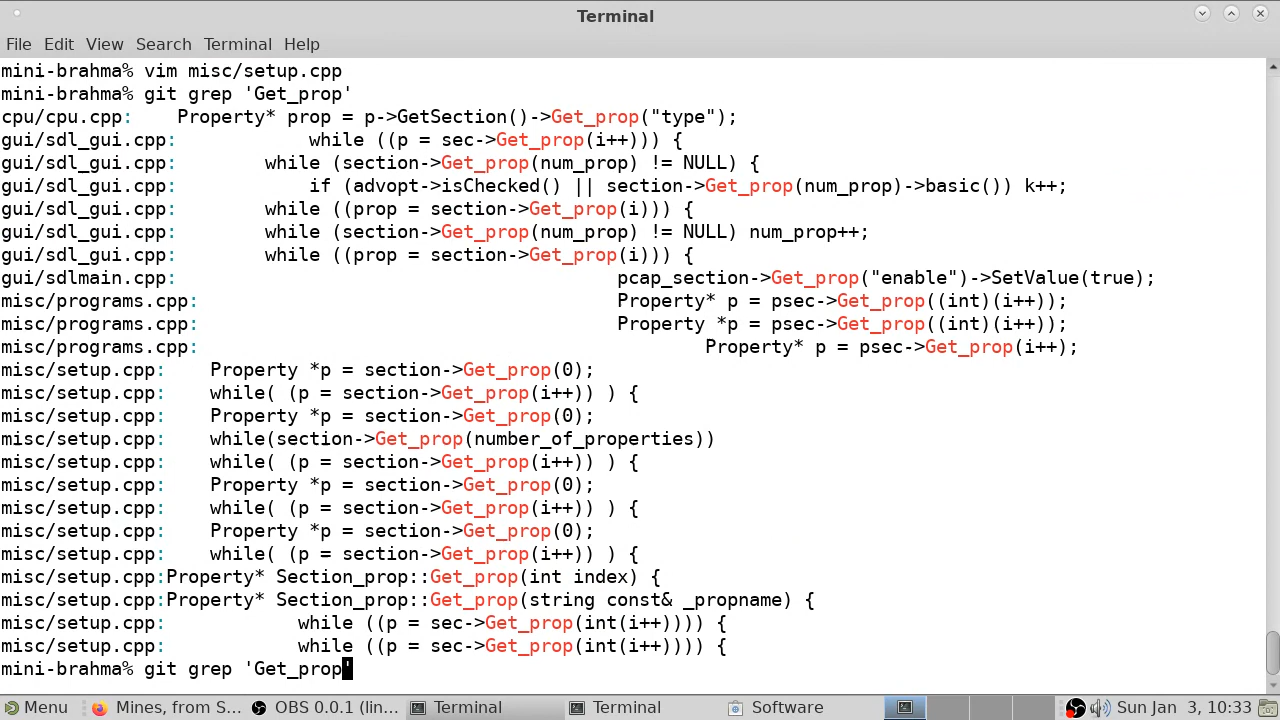 Terminal
File Edit View Search Terminal Help
mini-brahma% vim misc/setup.cpp
mini-brahma% git grep 'Get_prop'
cpu/cpu.cpp:    Property* prop = p->GetSection()->Get_prop("type");
gui/sdl_gui.cpp:            while ((p = sec->Get_prop(i++))) {
gui/sdl_gui.cpp:        while (section->Get_prop(num_prop) != NULL) {
gui/sdl_gui.cpp:            if (advopt->isChecked() || section->Get_prop(num_prop)->basic()) k++;
gui/sdl_gui.cpp:        while ((prop = section->Get_prop(i))) {
gui/sdl_gui.cpp:        while (section->Get_prop(num_prop) != NULL) num_prop++;
gui/sdl_gui.cpp:        while ((prop = section->Get_prop(i))) {
gui/sdlmain.cpp:                                        pcap_section->Get_prop("enable")->SetValue(true);
misc/programs.cpp:                                      Property* p = psec->Get_prop((int)(i++));
misc/programs.cpp:                                      Property *p = psec->Get_prop((int)(i++));
misc/programs.cpp:                                              Property* p = psec->Get_prop(i++);
misc/setup.cpp:    Property *p = section->Get_prop(0);
misc/setup.cpp:    while( (p = section->Get_prop(i++)) ) {
misc/setup.cpp:    Property *p = section->Get_prop(0);
misc/setup.cpp:    while(section->Get_prop(number_of_properties))
misc/setup.cpp:    while( (p = section->Get_prop(i++)) ) {
misc/setup.cpp:    Property *p = section->Get_prop(0);
misc/setup.cpp:    while( (p = section->Get_prop(i++)) ) {
misc/setup.cpp:    Property *p = section->Get_prop(0);
misc/setup.cpp:    while( (p = section->Get_prop(i++)) ) {
misc/setup.cpp:Property* Section_prop::Get_prop(int index) {
misc/setup.cpp:Property* Section_prop::Get_prop(string const& _propname) {
misc/setup.cpp:            while ((p = sec->Get_prop(int(i++)))) {
misc/setup.cpp:            while ((p = sec->Get_prop(int(i++)))) {
mini-brahma% git grep 'Get_prop'
Menu Mines, from S... OBS 0.0.1 (lin... Terminal Terminal Software Sun Jan  3, 10:33